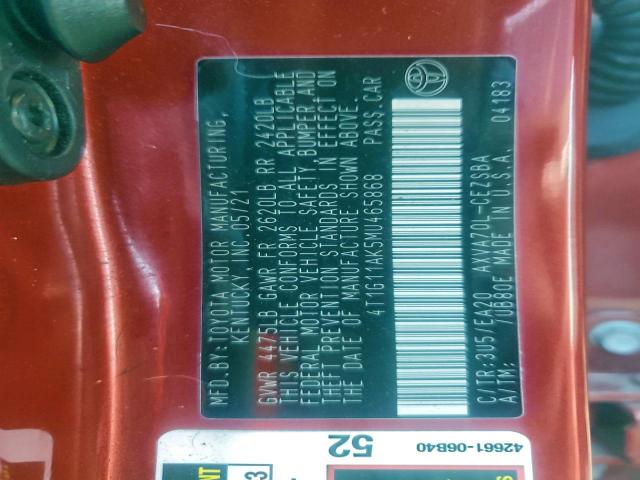 MFD.BY:TOYOTA MOTOR MANUFACTURING,
KENTUCKY, INC. 05/21
GVWR 4475LB GAWR FR 2620LB RR 2420LB
THIS VEHICLE CONFORMS TO ALL APPLICABLE
FEDERAL MOTOR VEHICLE SAFETY, BUMPER, AND
THEFT PREVENTION STANDARDS IN EFFECT ON
THE DATE OF MANUFACTURE SHOWN ABOVE.
4T1G11AK5MU465868 PASS.CAR
C/TR:3U5/EA20 AXVA70L-CEZSBA
A/TM: /UB80E MADE IN U.S.A. 04183
52
42661-06B40